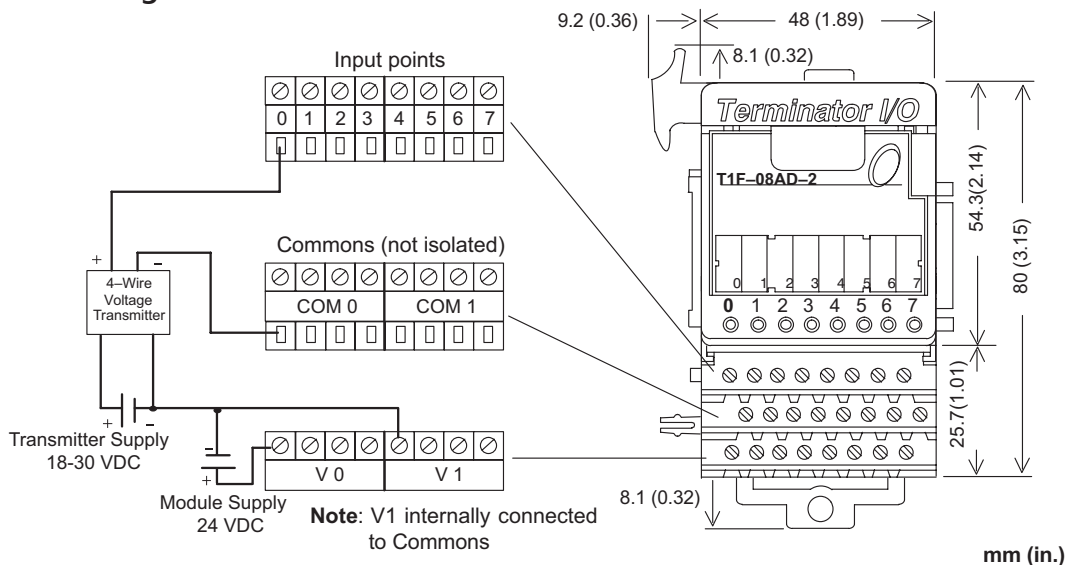 9.2 (0.36)
48 (1.89)
8.1 (0.32)
Input points
0 1 2 3 4 5 6 7
Commons (not isolated)
COM 0 COM 1
+ -
4–Wire
Voltage
Transmitter
+ -
Transmitter Supply
18-30 VDC
-
+
Module Supply
24 VDC
V 0 V 1
Note: V1 internally connected
to Commons
Terminator I/O
T1F–08AD–2
0 1 2 3 4 5 6 7
0 1 2 3 4 5 6 7
54.3(2.14)
80 (3.15)
25.7(1.01)
8.1 (0.32)
mm (in.)